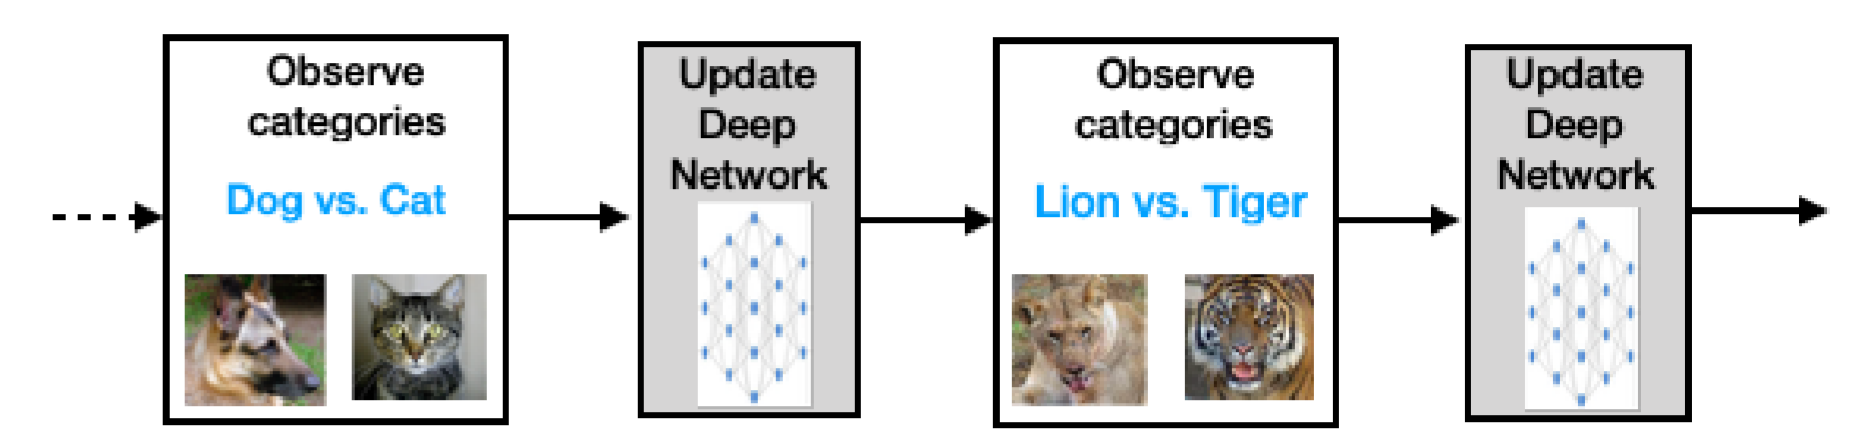 Observe
categories
Dog vs. Cat
Update
Deep
Network
Observe
categories
Lion vs. Tiger
Update
Deep
Network